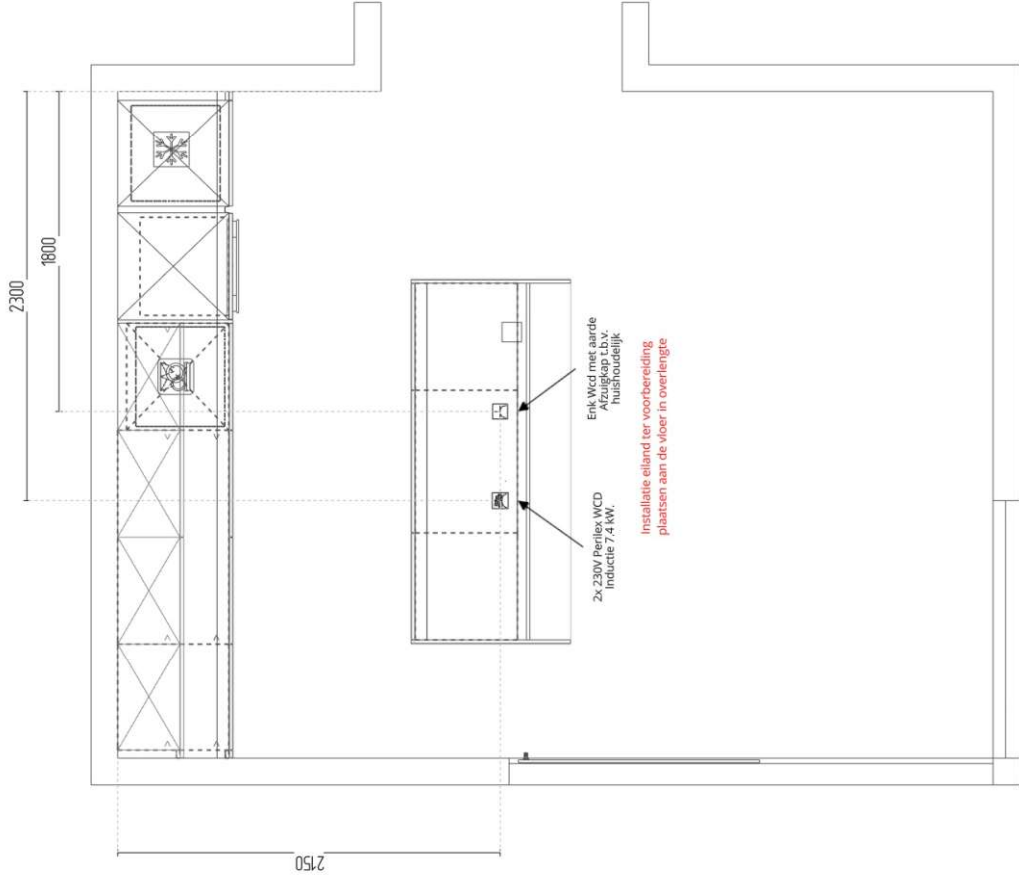 2300
1800
Enk Wcd met aarde
Afzuigkap t.b.v.
huishoudelijk
2x 230V Perilex WCD
Inductie 7.4 kW.
Installatie eiland ter voorbereiding
plaatsen aan de vloer in overlengte
2150